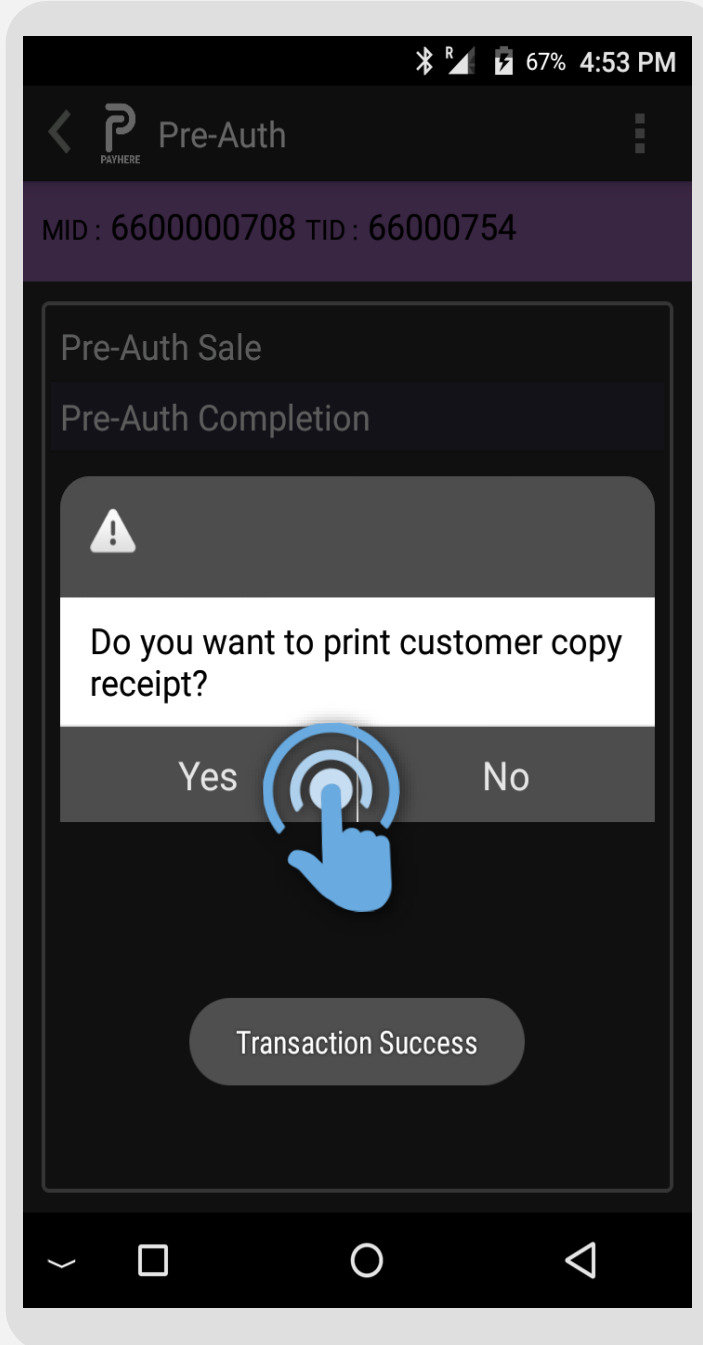 R 67% 4:53 PM
PAYHERE Pre-Auth
MID : 6600000708 TID : 66000754
Pre-Auth Sale
Pre-Auth Completion
Do you want to print customer copy
receipt?
Yes No
Transaction Success